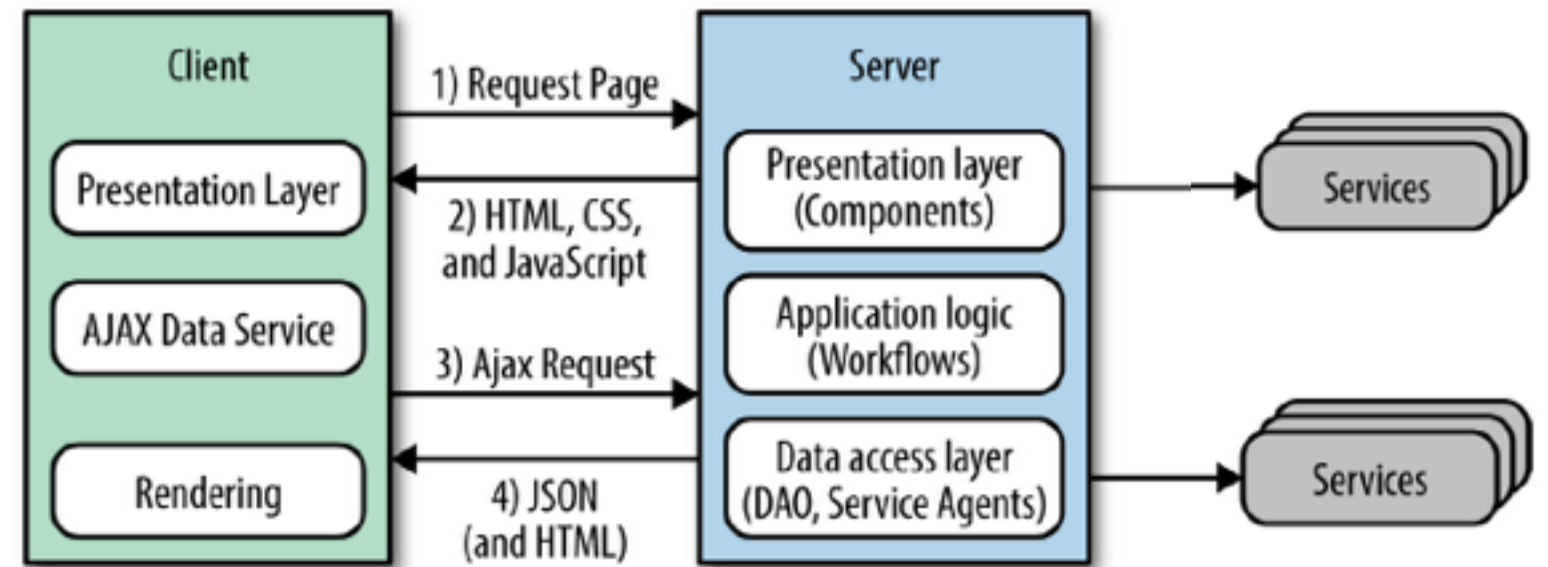 Client
Presentation Layer
AJAX Data Service
Rendering
1) Request Page
2) HTML, CSS,
and JavaScript
3) Ajax Request
4) JSON
(and HTML)
Server
Presentation layer
(Components)
Application logic
(Workflows)
Data access layer
(DAO, Service Agents)
Services
Services